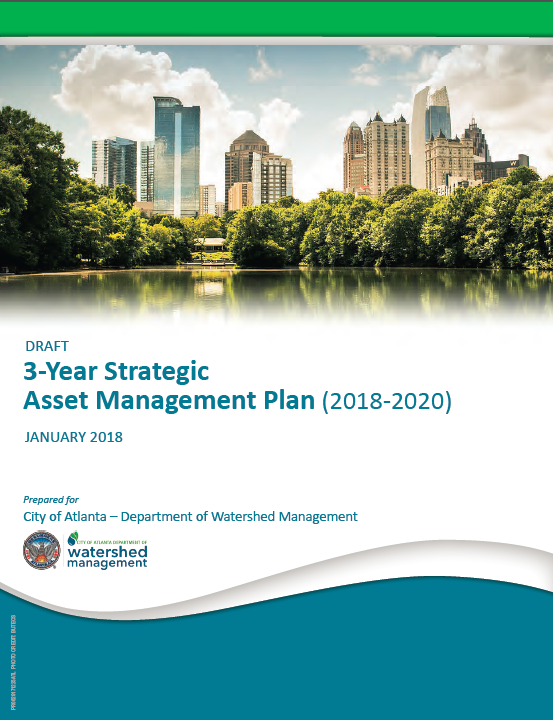 DRAFT
3-Year Strategic
Asset Management Plan (2018-2020)
JANUARY 2018
Prepared for
City of Atlanta – Department of Watershed Management
CITY OF ATLANTA DEPARTMENT OF
watershed
management